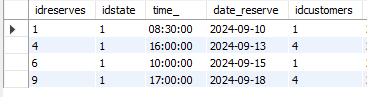 idreserves idstate time_ date_reserve idcustomers
1 1 08:30:00 2024-09-10 1
4 1 16:00:00 2024-09-13 4
6 1 10:00:00 2024-09-15 1
9 1 17:00:00 2024-09-18 4